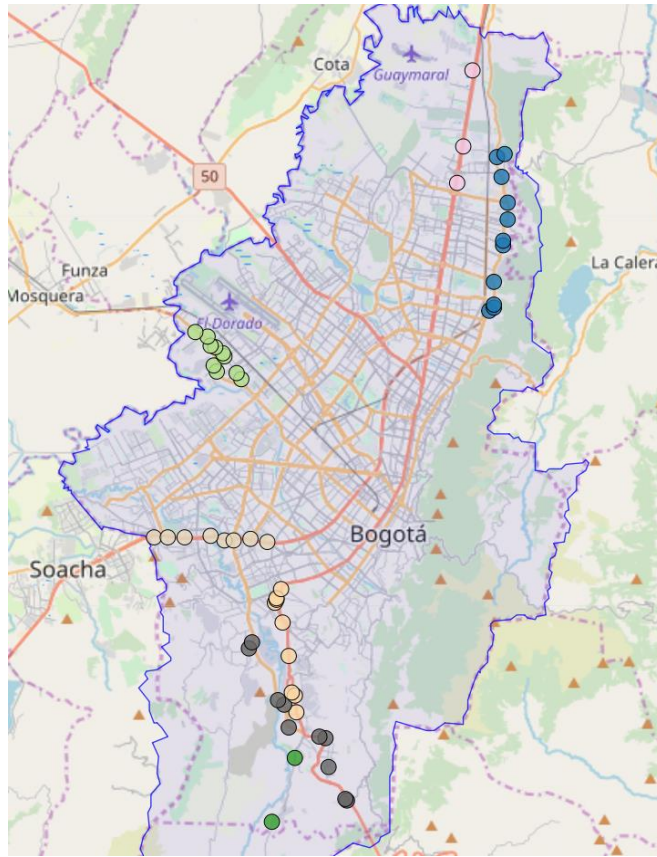 Cota
Guaymaral
50
La Calera
Funza
Mosquera
El Dorado
Bogotá
Soacha